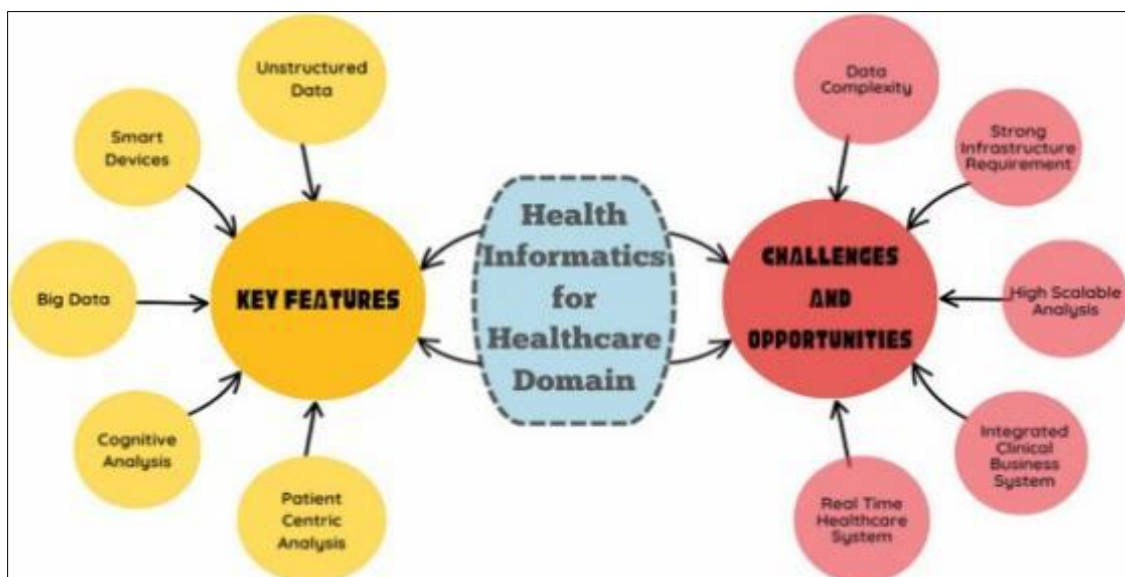 Unstructured
Data
Smart
Devices
Big Data
Cognitive
Analysis
Patient
Centric
Analysis
KEY FEATURES
Health
Informatics
for
Healthcare
Domain
CHALLENGES
AND
OPPORTUNITIES
Data
Complexity
Strong
Infrastructure
Requirement
High Scalable
Analysis
Integrated
Clinical
Business
System
Real Time
Healthcare
System